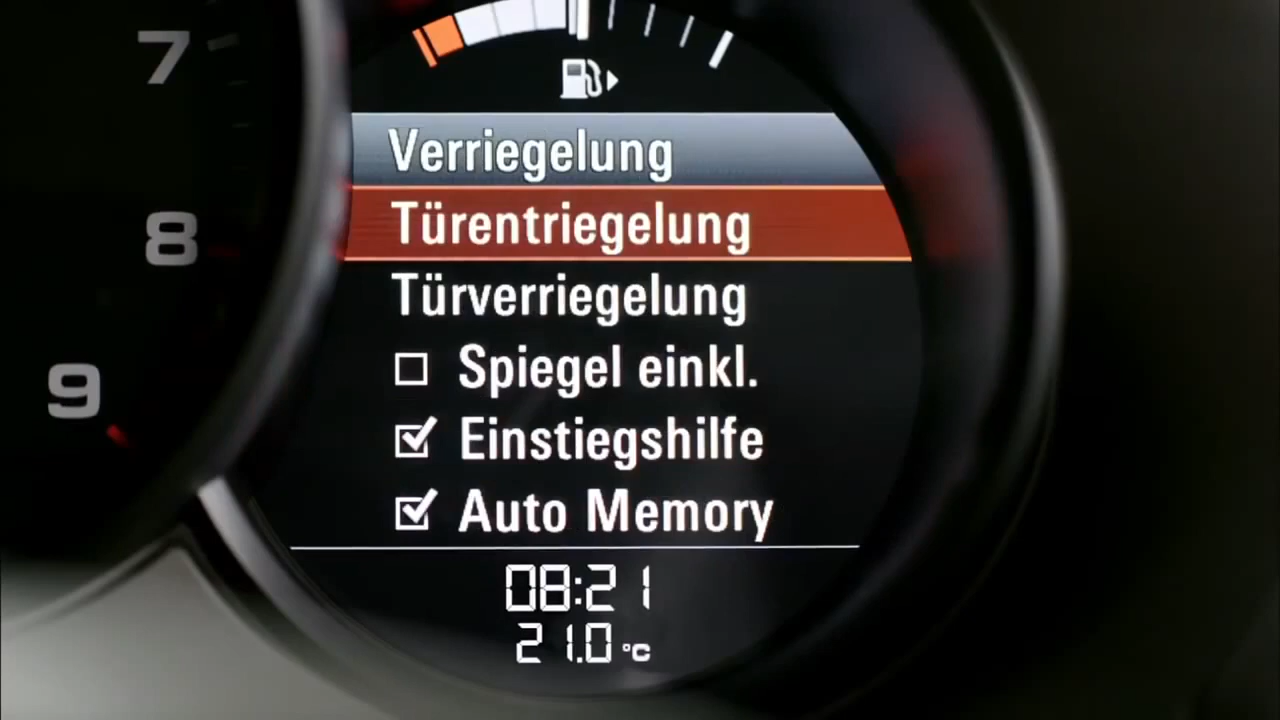 7
8
9
Verriegelung
Türentriegelung
Türverriegelung
Spiegel einkl.
Einstiegshilfe
Auto Memory
08:21
21.0 °C